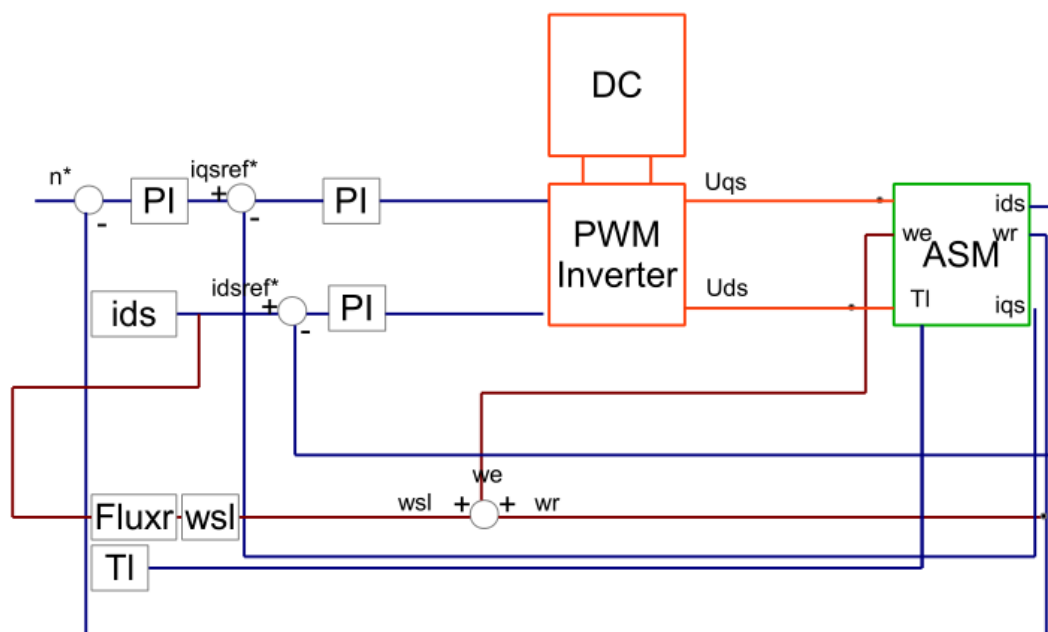 DC
n*
PI
iqsref*
+
-
-
PI
PWM
Inverter
Uqs
ids
we
wr
ASM
Tl
iqs
ids
idsref*
+
-
PI
Uds
we
Fluxr
wsl
wsl
+
+
wr
Tl